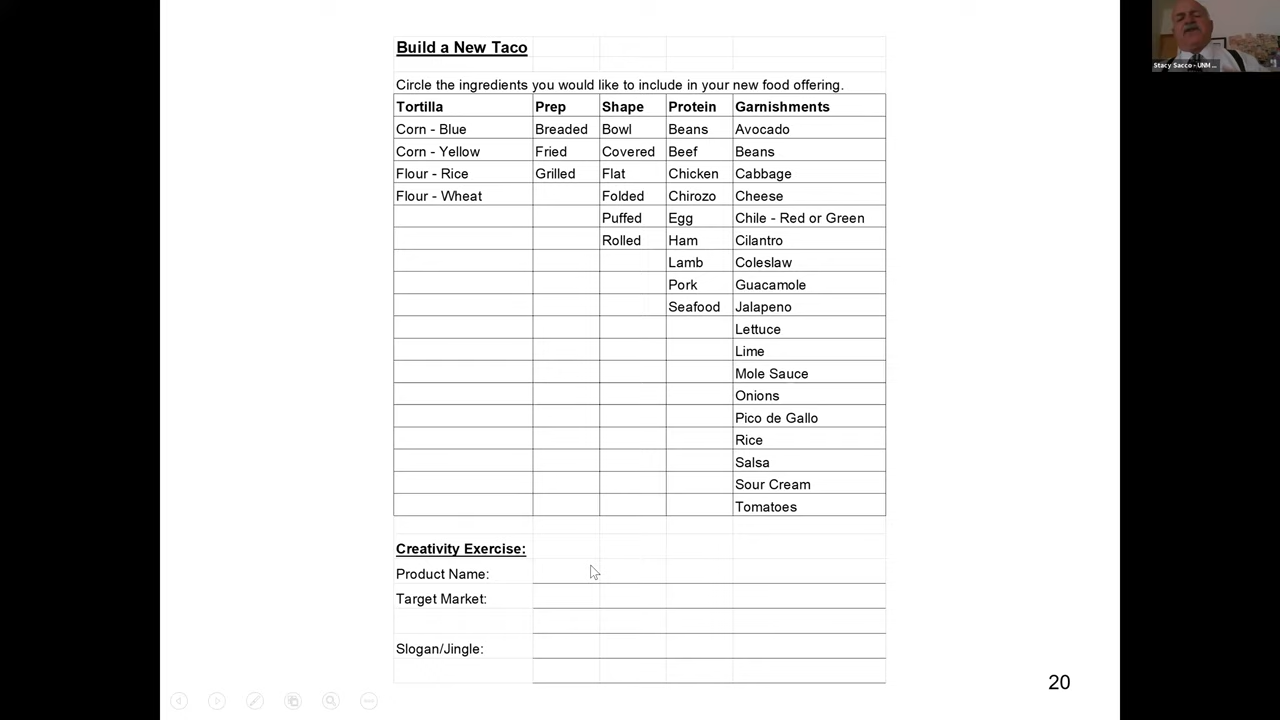 Build a New Taco
Stacy Sacco - UNM ...
Circle the ingredients you would like to include in your new food offering.
Tortilla Prep Shape Protein Garnishments
Corn - Blue Breaded Bowl Beans Avocado
Corn - Yellow Fried Covered Beef Beans
Flour - Rice Grilled Flat Chicken Cabbage
Flour - Wheat Folded Chirozo Cheese
Puffed Egg Chile - Red or Green
Rolled Ham Cilantro
Lamb Coleslaw
Pork Guacamole
Seafood Jalapeno
Lettuce
Lime
Mole Sauce
Onions
Pico de Gallo
Rice
Salsa
Sour Cream
Tomatoes
Creativity Exercise:
Product Name:
Target Market:
Slogan/Jingle:
20